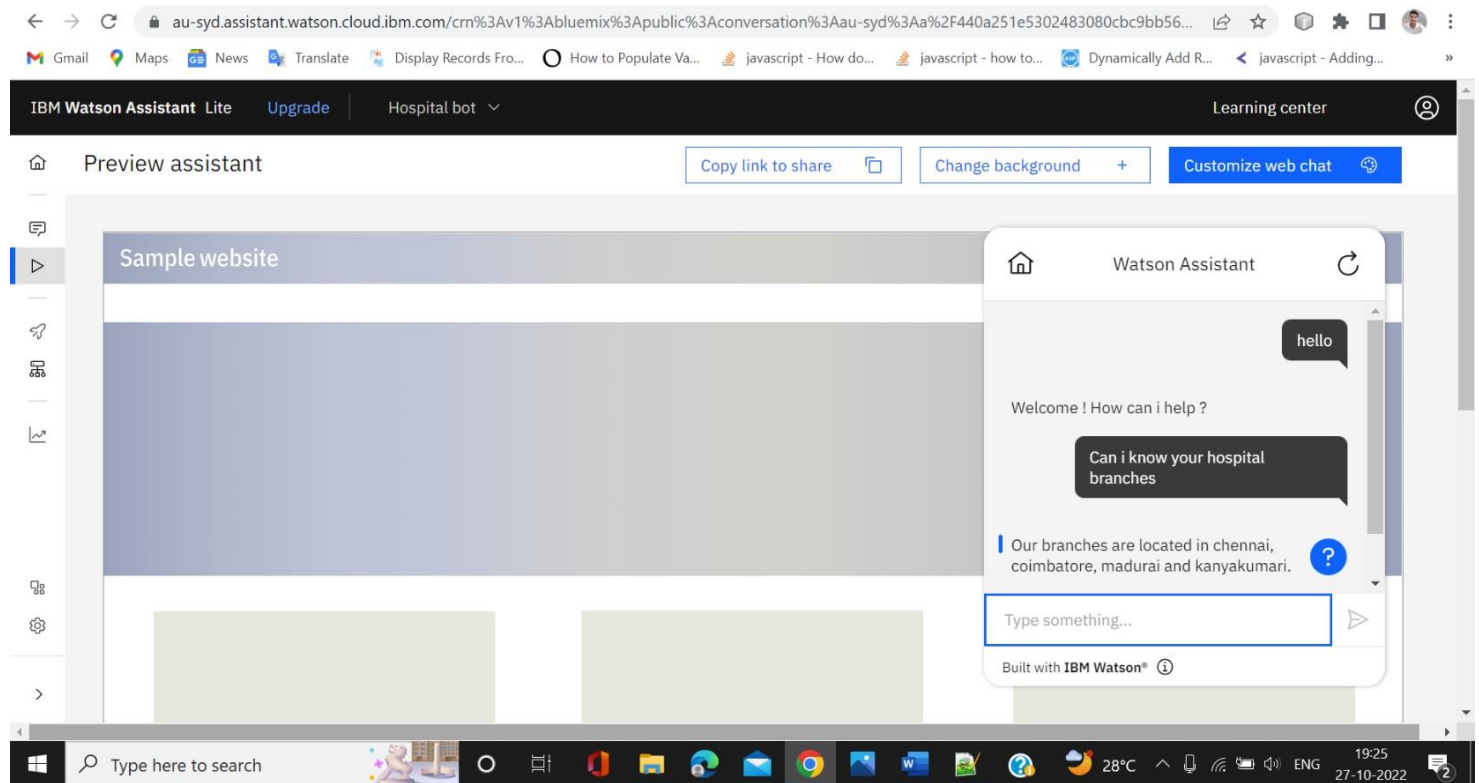 au-syd.assistant.watson.cloud.ibm.com/crn%3Av1%3Abluemix%3Apublic%3Aconversation%3Aau-syd%3Aa%2F440a251e5302483080cbc9bb56...
Gmail Maps News Translate Display Records Fro... How to Populate Va... javascript - How do... javascript - how to... Dynamically Add R... javascript - Adding... »
IBM Watson Assistant Lite Upgrade Hospital bot Learning center
Preview assistant Copy link to share Change background + Customize web chat
Sample website
Watson Assistant
hello
Welcome ! How can i help ?
Can i know your hospital
branches
Our branches are located in chennai,
coimbatore, madurai and kanyakumari.
?
Type something...
Built with IBM Watson®
Type here to search 28°C ENG 19:25
27-10-2022 2